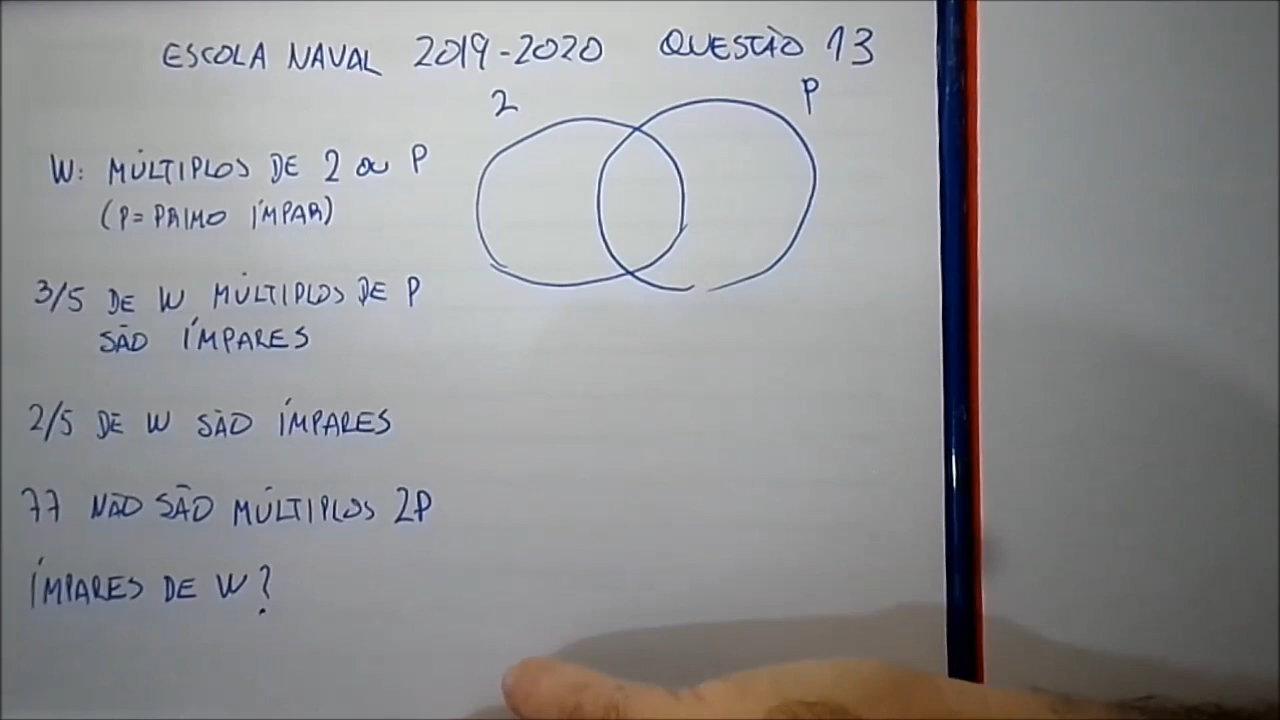 ESCOLA NAVAL 2019-2020 QUESTÃO 13
2 P
W: MÚLTIPLOS DE 2 OU P
(P = PRIMO ÍMPAR)
3/5 DE W MÚLTIPLOS DE P
SÃO ÍMPARES
2/5 DE W SÃO ÍMPARES
77 NÃO SÃO MÚLTIPLOS 2P
ÍMPARES DE W?